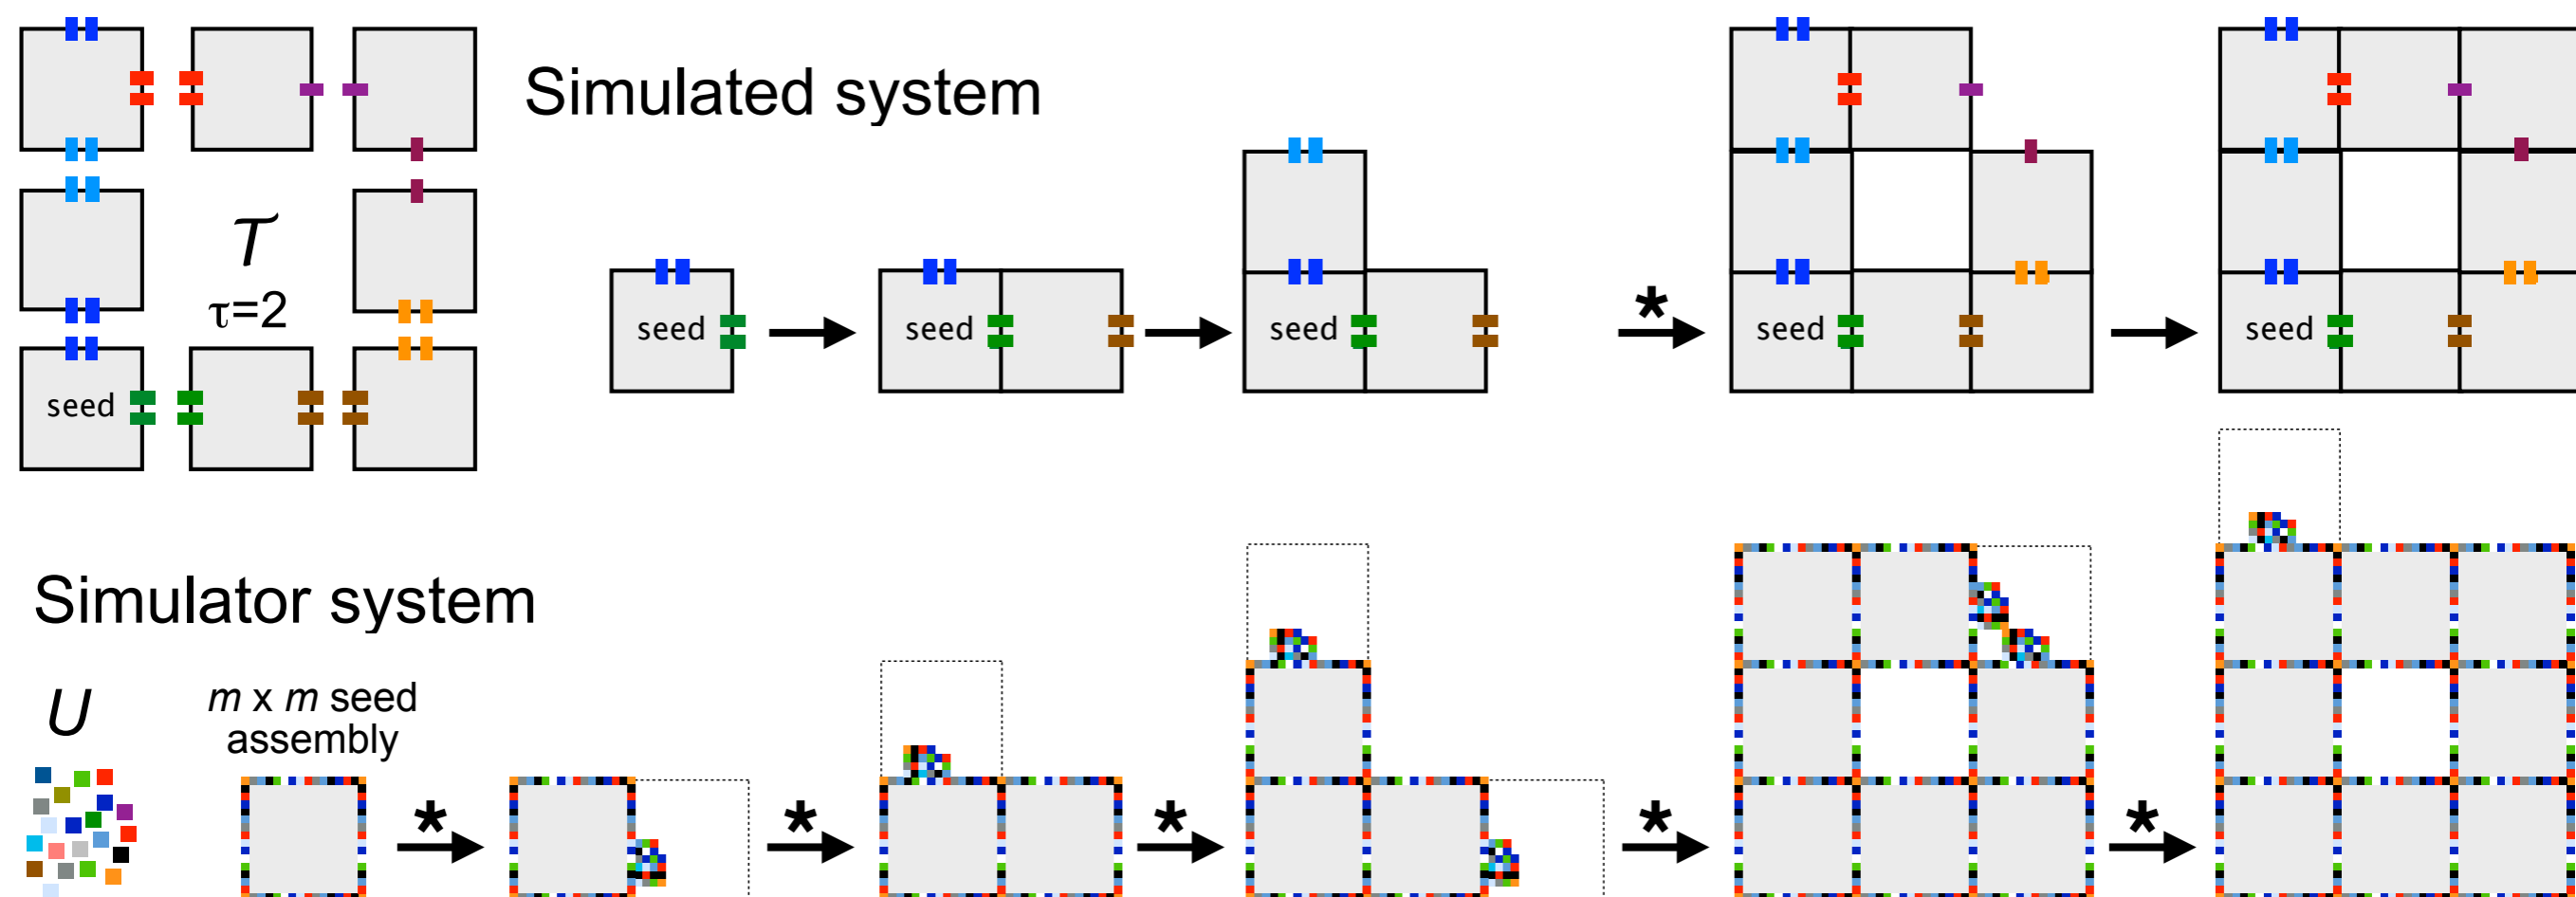 Simulated system
T
τ=2
seed
seed
seed
seed
*
seed
seed
Simulator system
U
m x m seed
assembly
*
*
*
*
*